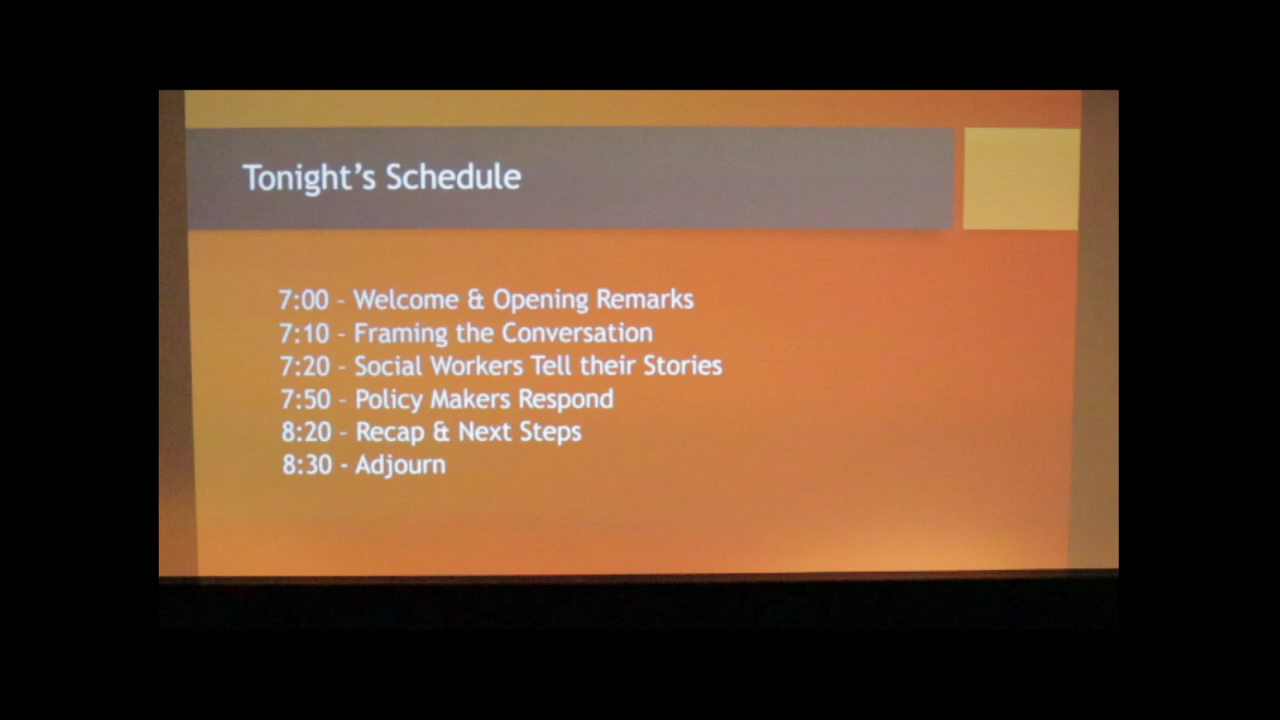 Tonight's Schedule
7:00 - Welcome & Opening Remarks
7:10 - Framing the Conversation
7:20 - Social Workers Tell their Stories
7:50 - Policy Makers Respond
8:20 - Recap & Next Steps
8:30 - Adjourn